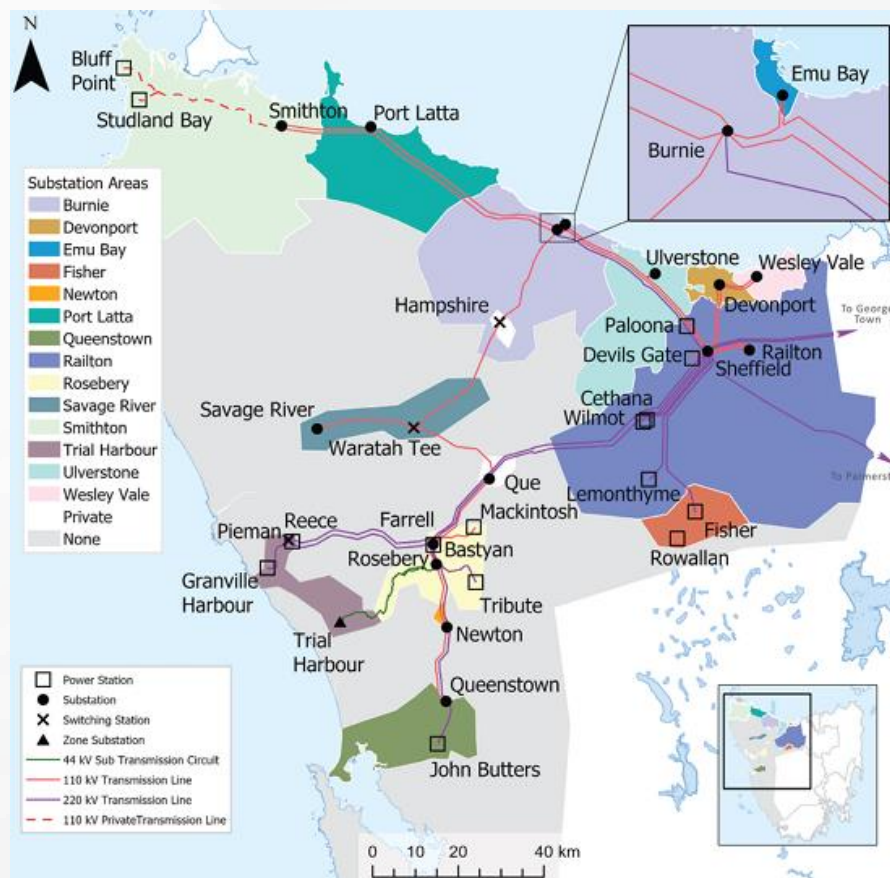 N
Bluff
Point
Studland Bay
Smithton
Port Latta
Emu Bay
Burnie
Substation Areas
Burnie
Devonport
Emu Bay
Fisher
Newton
Port Latta
Queenstown
Railton
Rosebery
Savage River
Smithton
Trial Harbour
Ulverstone
Wesley Vale
Private
None
Ulverstone
Wesley Vale
Devonport
Hampshire
Paloona
Devils Gate
Sheffield
Railton
To George
Town
Cethana
Wilmot
Savage River
Waratah Tee
Que
Lemonthyme
To Palmerst
Mackintosh
Fisher
Rowallan
Pieman
Reece
Farrell
Rosebery
Bastyan
Granville
Harbour
Tribute
Trial
Harbour
Newton
Queenstown
John Butters
Power Station
Substation
Switching Station
Zone Substation
44 kV Sub Transmission Circuit
110 kV Transmission Line
220 kV Transmission Line
110 kV PrivateTransmission Line
0 10 20 40 km